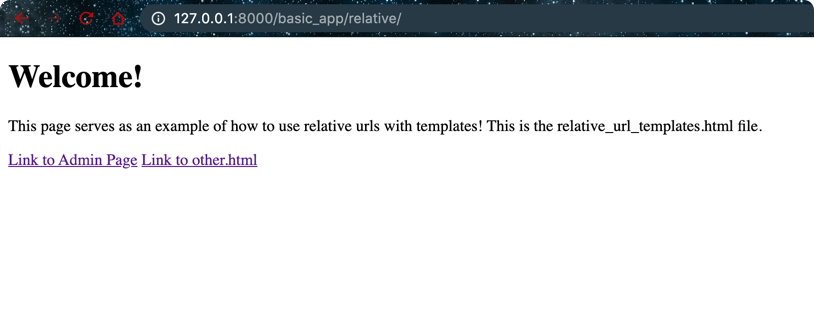 127.0.0.1:8000/basic_app/relative/
Welcome!
This page serves as an example of how to use relative urls with templates! This is the relative_url_templates.html file.
Link to Admin Page Link to other.html